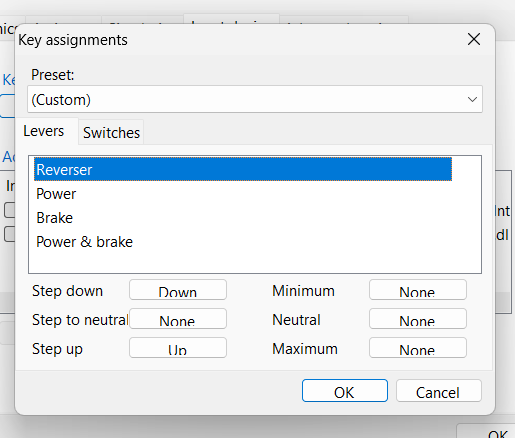 Key assignments
Preset:
(Custom)
Levers Switches
Reverser
Power
Brake
Power & brake
Step down Down Minimum None
Step to neutral None Neutral None
Step up Up Maximum None
OK Cancel
OK